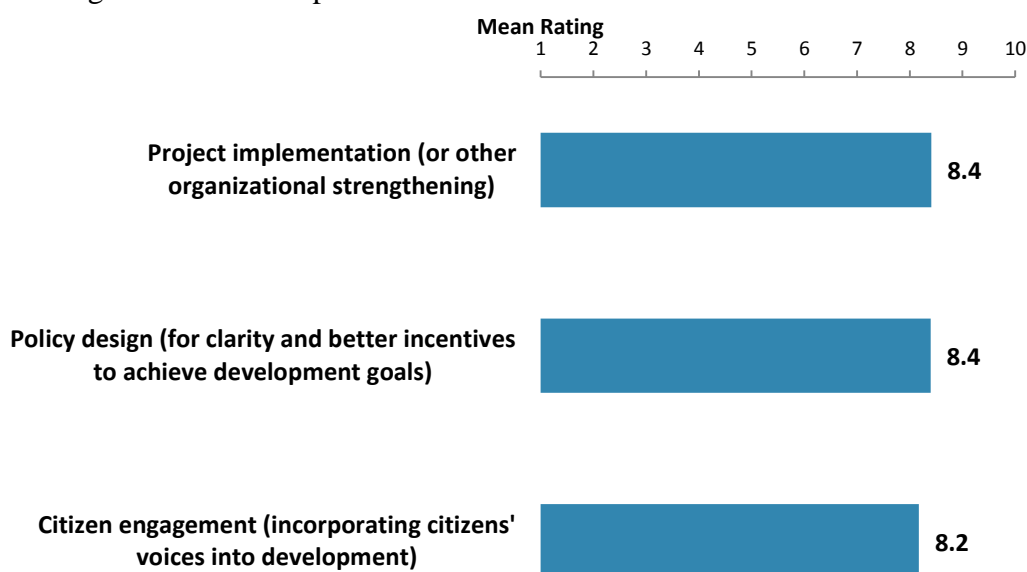 Mean Rating
1 2 3 4 5 6 7 8 9 10
Project implementation (or other
organizational strengthening)
8.4
Policy design (for clarity and better incentives
to achieve development goals)
8.4
Citizen engagement (incorporating citizens'
voices into development)
8.2